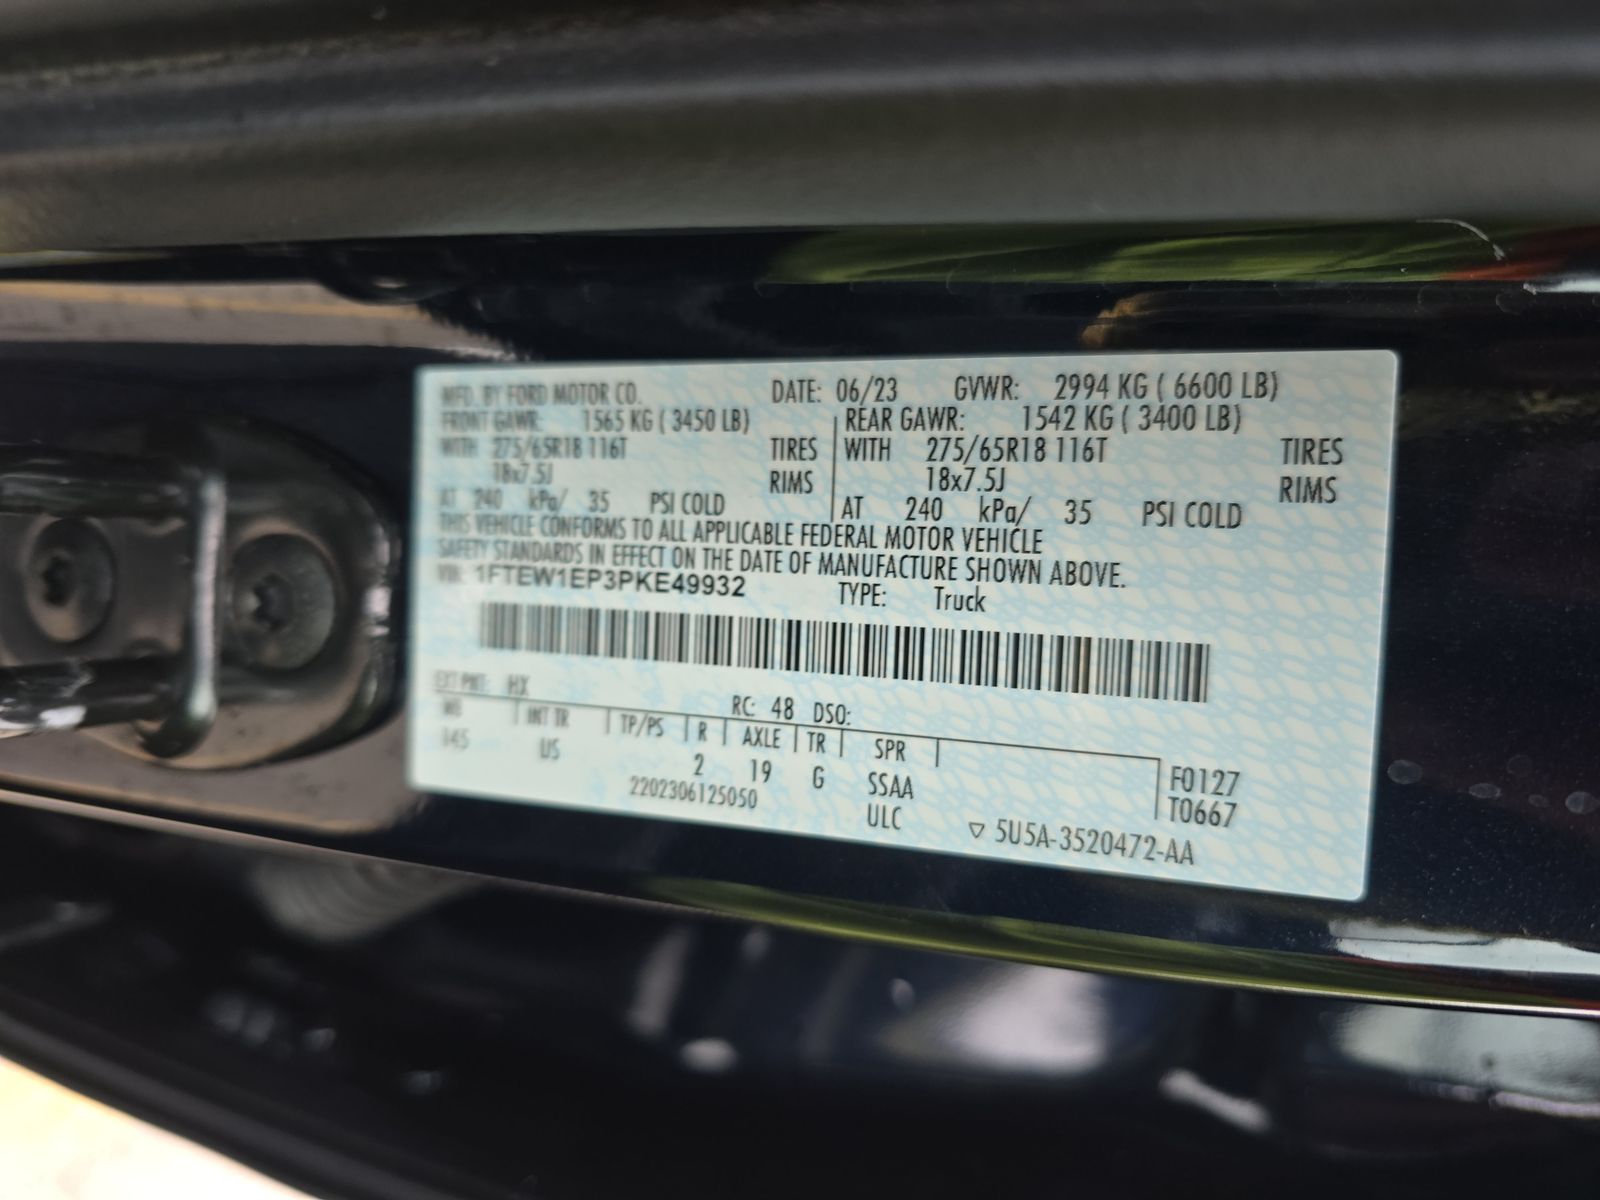 MFD. BY FORD MOTOR CO. DATE: 06/23 GVWR: 2994 KG ( 6600 LB)
FRONT GAWR: 1565 KG ( 3450 LB) REAR GAWR: 1542 KG ( 3400 LB)
WITH 275/65R18 116T TIRES WITH 275/65R18 116T TIRES
18x7.5J RIMS 18x7.5J RIMS
AT 240 kPa/ 35 PSI COLD AT 240 kPa/ 35 PSI COLD
THIS VEHICLE CONFORMS TO ALL APPLICABLE FEDERAL MOTOR VEHICLE
SAFETY STANDARDS IN EFFECT ON THE DATE OF MANUFACTURE SHOWN ABOVE.
VIN: 1FTEW1EP3PKE49932 TYPE: Truck
EXT PNT: HX RC: 48 DSO:
WB INT TR TP/PS R AXLE TR SPR
145 US 2 19 G SSAA F0127
2202306125050 ULC T0667
▽ 5U5A-3520472-AA